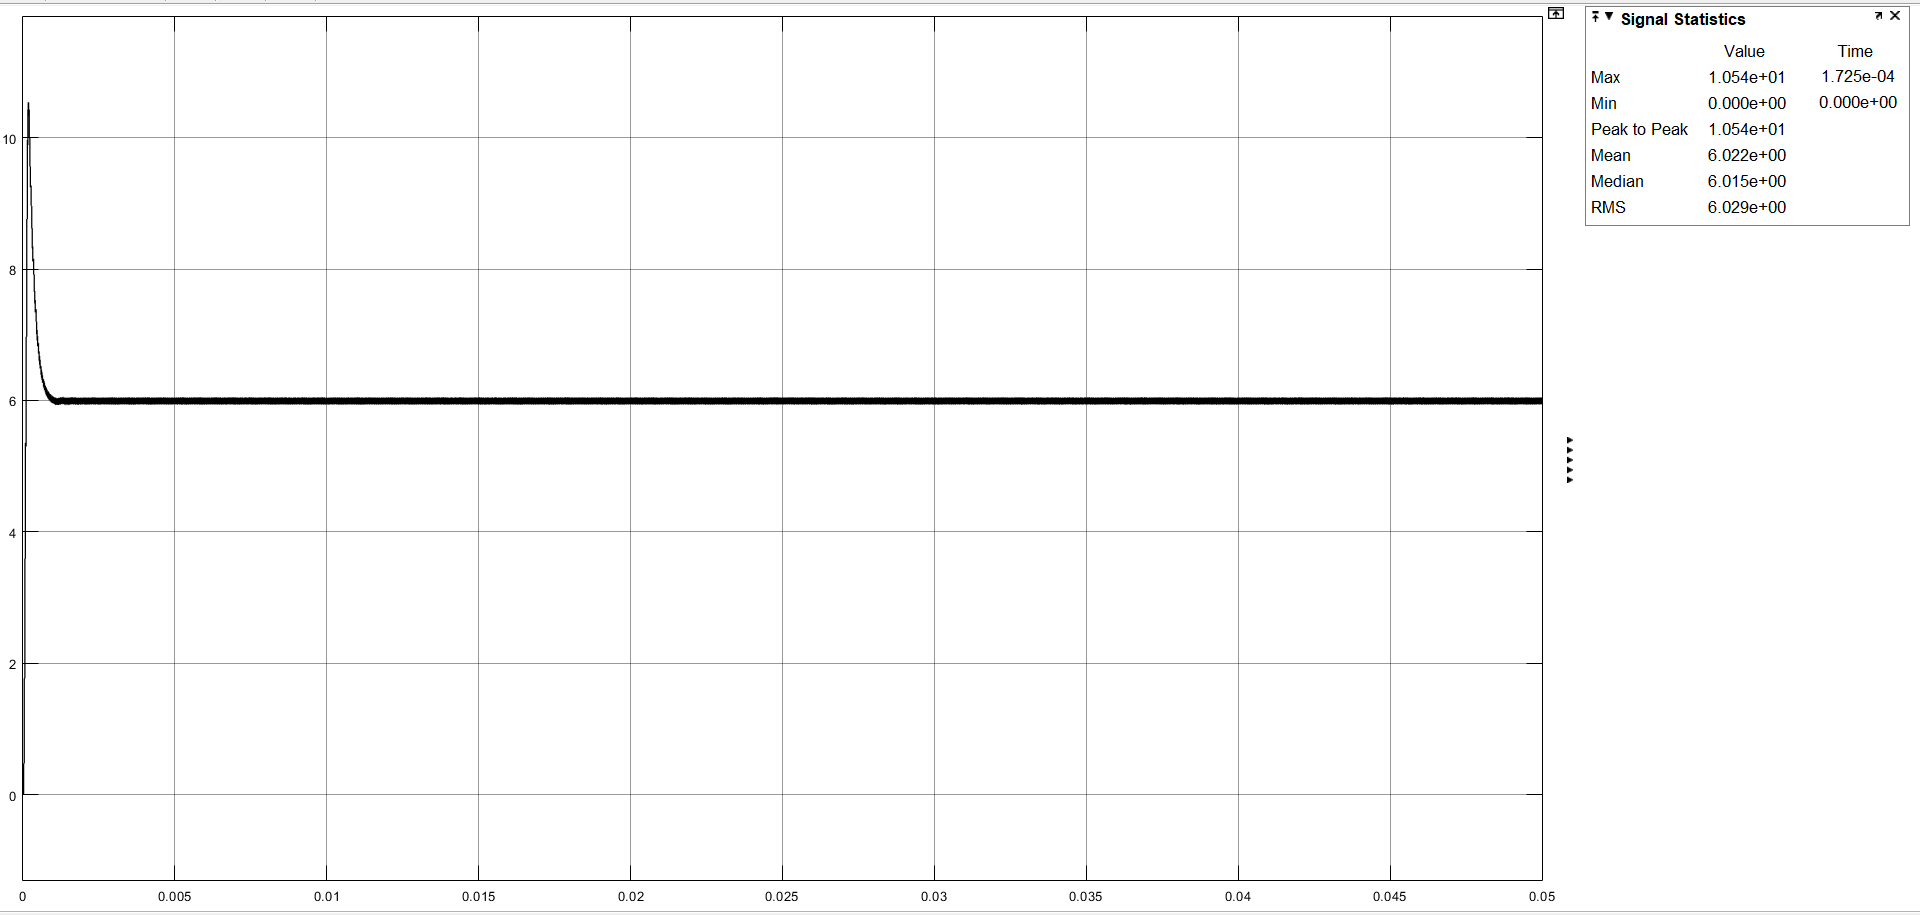 Signal Statistics
Value Time
Max 1.054e+01 1.725e-04
Min 0.000e+00 0.000e+00
Peak to Peak 1.054e+01
Mean 6.022e+00
Median 6.015e+00
RMS 6.029e+00
10
8
6
4
2
0
0 0.005 0.01 0.015 0.02 0.025 0.03 0.035 0.04 0.045 0.05